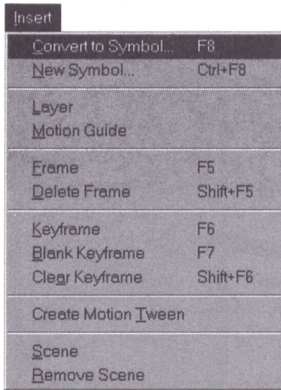 Insert
Convert to Symbol... F8
New Symbol... Ctrl+F8
Layer
Motion Guide
Frame F5
Delete Frame Shift+F5
Keyframe F6
Blank Keyframe F7
Clear Keyframe Shift+F6
Create Motion Tween
Scene
Remove Scene